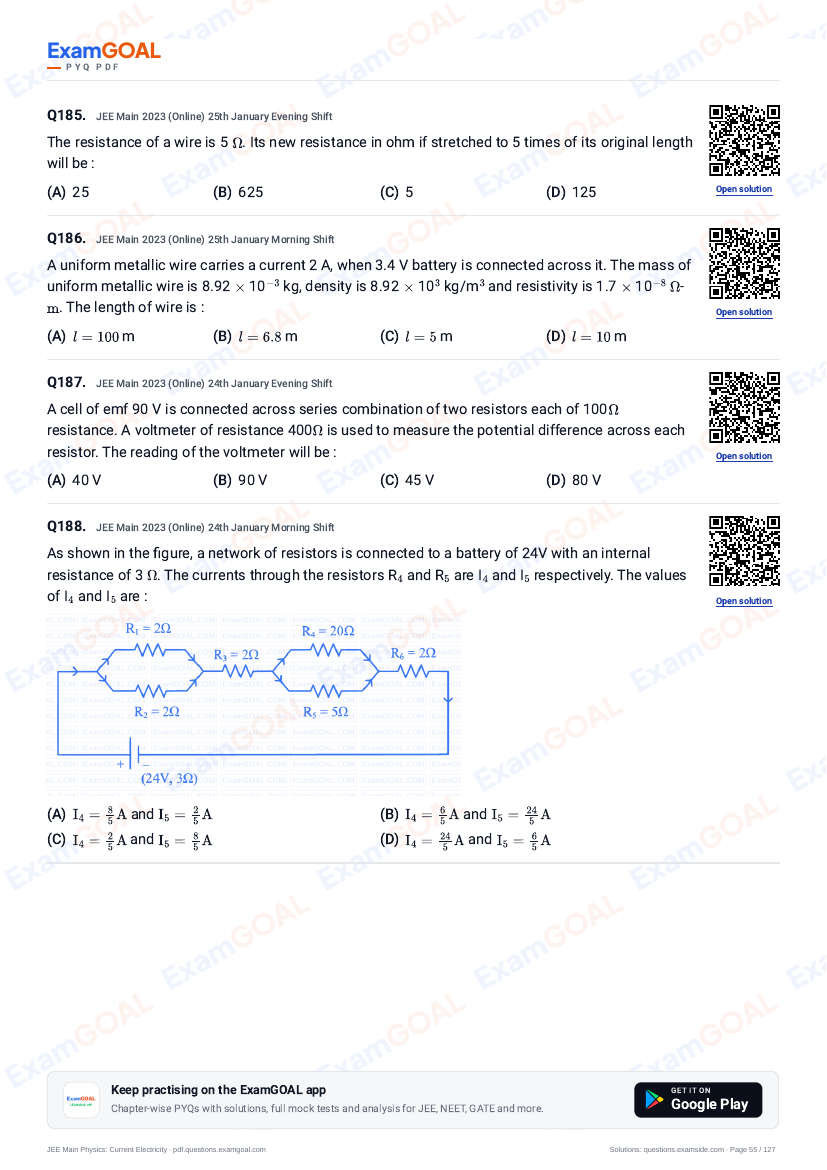 ExamGOAL
PYQ PDF
Q185. JEE Main 2023 (Online) 25th January Evening Shift
The resistance of a wire is 5 Ω. Its new resistance in ohm if stretched to 5 times of its original length
will be :
(A) 25 (B) 625 (C) 5 (D) 125
Open solution
Q186. JEE Main 2023 (Online) 25th January Morning Shift
A uniform metallic wire carries a current 2 A, when 3.4 V battery is connected across it. The mass of
uniform metallic wire is 8.92 × 10⁻³ kg, density is 8.92 × 10³ kg/m³ and resistivity is 1.7 × 10⁻⁸ Ω-
m. The length of wire is :
(A) l = 100 m (B) l = 6.8 m (C) l = 5 m (D) l = 10 m
Open solution
Q187. JEE Main 2023 (Online) 24th January Evening Shift
A cell of emf 90 V is connected across series combination of two resistors each of 100Ω
resistance. A voltmeter of resistance 400Ω is used to measure the potential difference across each
resistor. The reading of the voltmeter will be :
(A) 40 V (B) 90 V (C) 45 V (D) 80 V
Open solution
Q188. JEE Main 2023 (Online) 24th January Morning Shift
As shown in the figure, a network of resistors is connected to a battery of 24V with an internal
resistance of 3 Ω. The currents through the resistors R₄ and R₅ are I₄ and I₅ respectively. The values
of I₄ and I₅ are :
Open solution
R₁ = 2Ω R₄ = 20Ω
R₃ = 2Ω R₆ = 2Ω
R₂ = 2Ω R₅ = 5Ω
+ −
(24V, 3Ω)
(A) I₄ = 8/5 A and I₅ = 2/5 A (B) I₄ = 6/5 A and I₅ = 24/5 A
(C) I₄ = 2/5 A and I₅ = 8/5 A (D) I₄ = 24/5 A and I₅ = 6/5 A
Keep practising on the ExamGOAL app
Chapter-wise PYQs with solutions, full mock tests and analysis for JEE, NEET, GATE and more.
ExamGOAL
GET IT ON
Google Play
JEE Main Physics: Current Electricity · pdf.questions.examgoal.com Solutions: questions.examside.com · Page 55 / 127